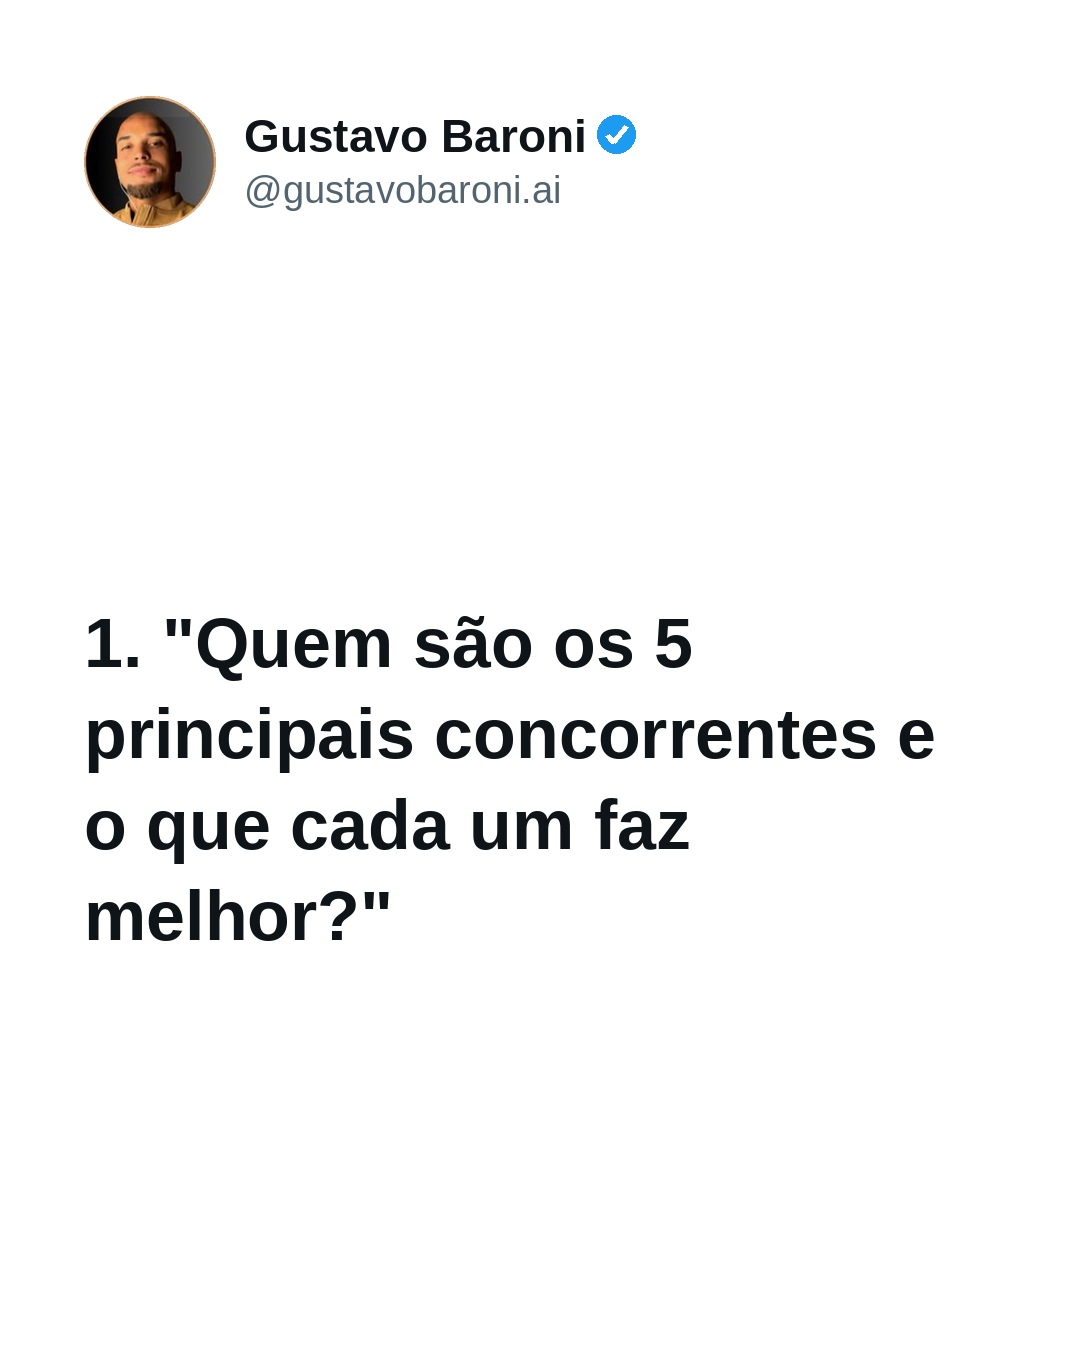 Gustavo Baroni
@gustavobaroni.ai
1. "Quem são os 5
principais concorrentes e
o que cada um faz
melhor?"